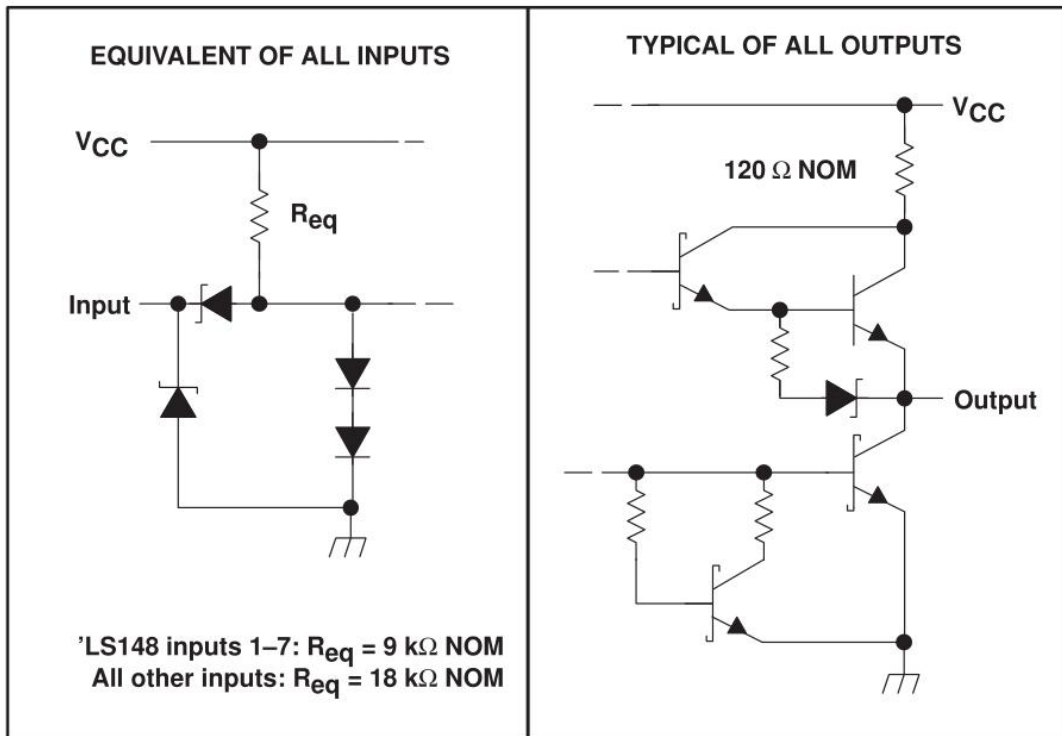 EQUIVALENT OF ALL INPUTS
VCC
Req
Input
'LS148 inputs 1–7: Req = 9 kΩ NOM
All other inputs: Req = 18 kΩ NOM
TYPICAL OF ALL OUTPUTS
VCC
120 Ω NOM
Output